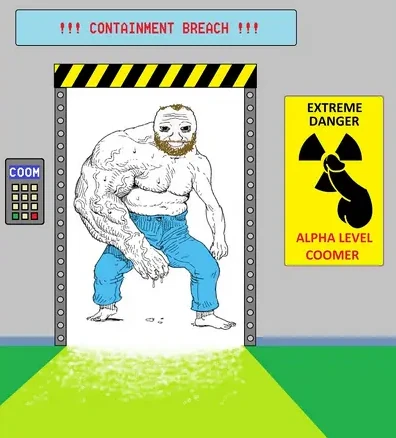 !!! CONTAINMENT BREACH !!!
EXTREME
DANGER
COOM
ALPHA LEVEL
COOMER